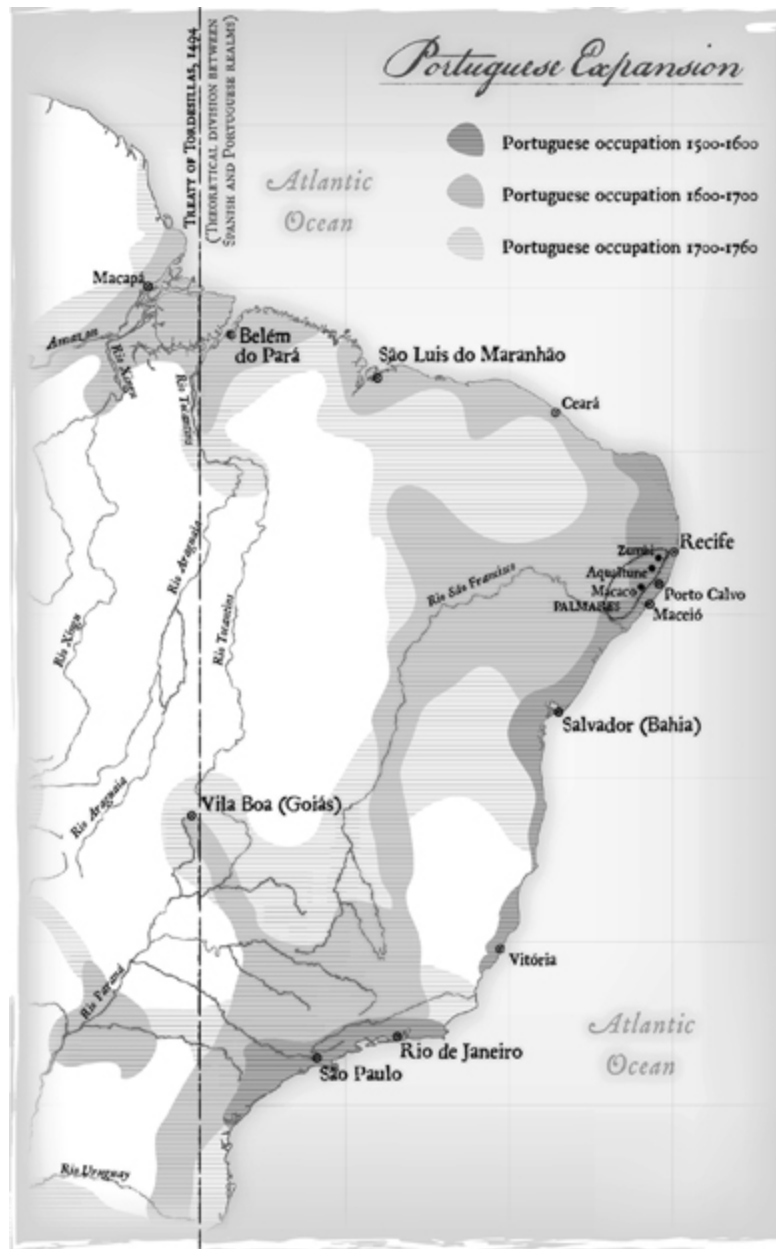 Portuguese Expansion
TREATY OF TORDESILLAS, 1494
(THEORETICAL DIVISION BETWEEN
SPANISH AND PORTUGUESE REALMS)
Portuguese occupation 1500-1600
Portuguese occupation 1600-1700
Portuguese occupation 1700-1760
Atlantic
Ocean
Macapá
Amazon
Rio Xingu
Belém
do Pará
Rio Tocantins
São Luis do Maranhão
Ceará
Recife
Zumbi
Aqualtune
Macaco
PALMARES
Porto Calvo
Maceió
Rio São Francisco
Rio Araguaia
Rio Tocantins
Rio Xingu
Salvador (Bahia)
Rio Araguaia
Vila Boa (Goiás)
Vitória
Rio Paraná
Rio de Janeiro
São Paulo
Atlantic
Ocean
Rio Uruguay